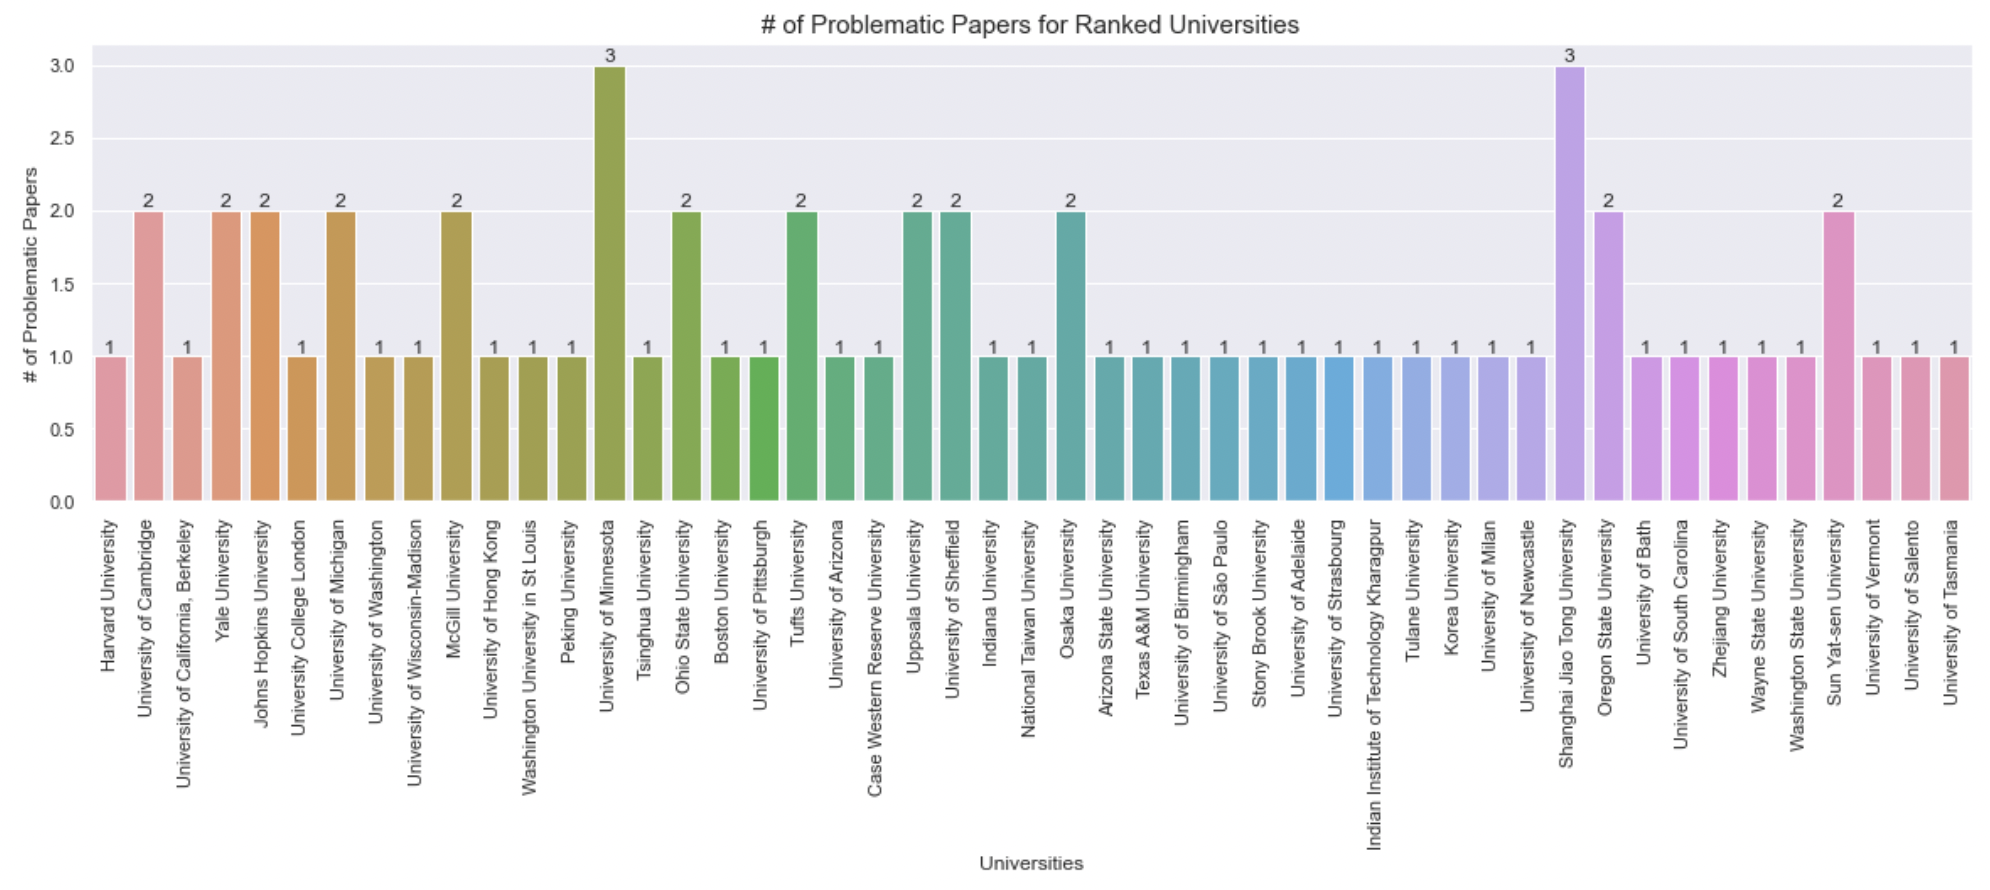 # of Problematic Papers for Ranked Universities
# of Problematic Papers
3.0
2.5
2.0
1.5
1.0
0.5
0.0
1
2
1
2
2
1
2
1
1
2
1
1
1
3
1
2
1
1
2
1
1
2
2
1
1
2
1
1
1
1
1
1
1
1
1
1
1
1
3
2
1
1
1
1
1
2
1
1
1
Harvard University
University of Cambridge
University of California, Berkeley
Yale University
Johns Hopkins University
University College London
University of Michigan
University of Washington
University of Wisconsin-Madison
McGill University
University of Hong Kong
Washington University in St Louis
Peking University
University of Minnesota
Tsinghua University
Ohio State University
Boston University
University of Pittsburgh
Tufts University
University of Arizona
Case Western Reserve University
Uppsala University
University of Sheffield
Indiana University
National Taiwan University
Osaka University
Arizona State University
Texas A&M University
University of Birmingham
University of São Paulo
Stony Brook University
University of Adelaide
University of Strasbourg
Indian Institute of Technology Kharagpur
Tulane University
Korea University
University of Milan
University of Newcastle
Shanghai Jiao Tong University
Oregon State University
University of Bath
University of South Carolina
Zhejiang University
Wayne State University
Washington State University
Sun Yat-sen University
University of Vermont
University of Salento
University of Tasmania
Universities